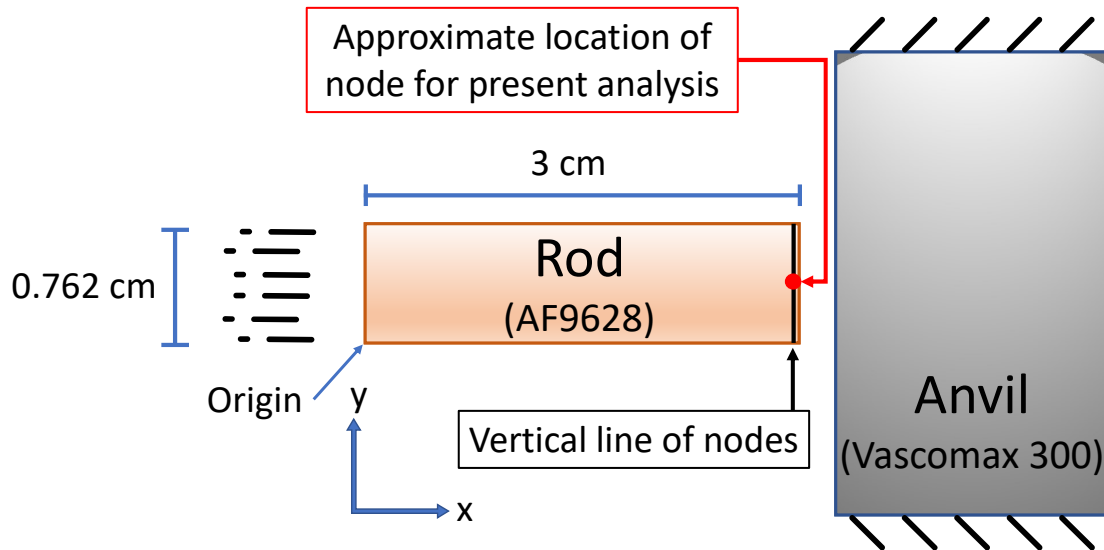 Approximate location of
node for present analysis
3 cm
0.762 cm
Rod
(AF9628)
Origin
y
x
Vertical line of nodes
Anvil
(Vascomax 300)